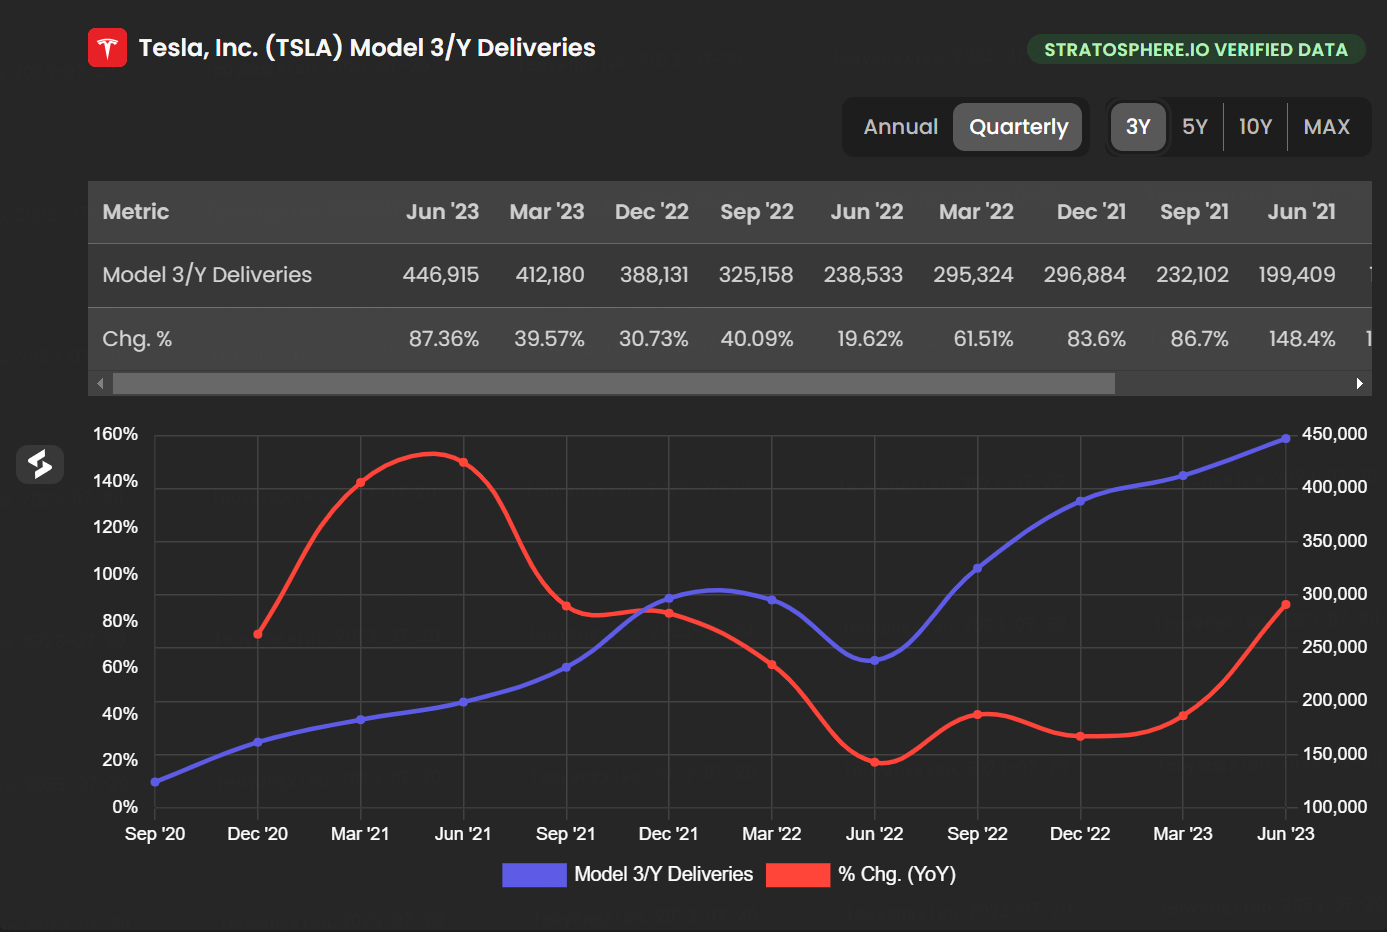 Tesla, Inc. (TSLA) Model 3/Y Deliveries
STRATOSPHERE.IO VERIFIED DATA
Annual Quarterly 3Y 5Y 10Y MAX
Metric Jun '23 Mar '23 Dec '22 Sep '22 Jun '22 Mar '22 Dec '21 Sep '21 Jun '21
Model 3/Y Deliveries 446,915 412,180 388,131 325,158 238,533 295,324 296,884 232,102 199,409
Chg. % 87.36% 39.57% 30.73% 40.09% 19.62% 61.51% 83.6% 86.7% 148.4%
160% 450,000
140% 400,000
120% 350,000
100% 300,000
80% 250,000
60% 200,000
40% 150,000
20% 100,000
0%
Sep '20 Dec '20 Mar '21 Jun '21 Sep '21 Dec '21 Mar '22 Jun '22 Sep '22 Dec '22 Mar '23 Jun '23
Model 3/Y Deliveries % Chg. (YoY)